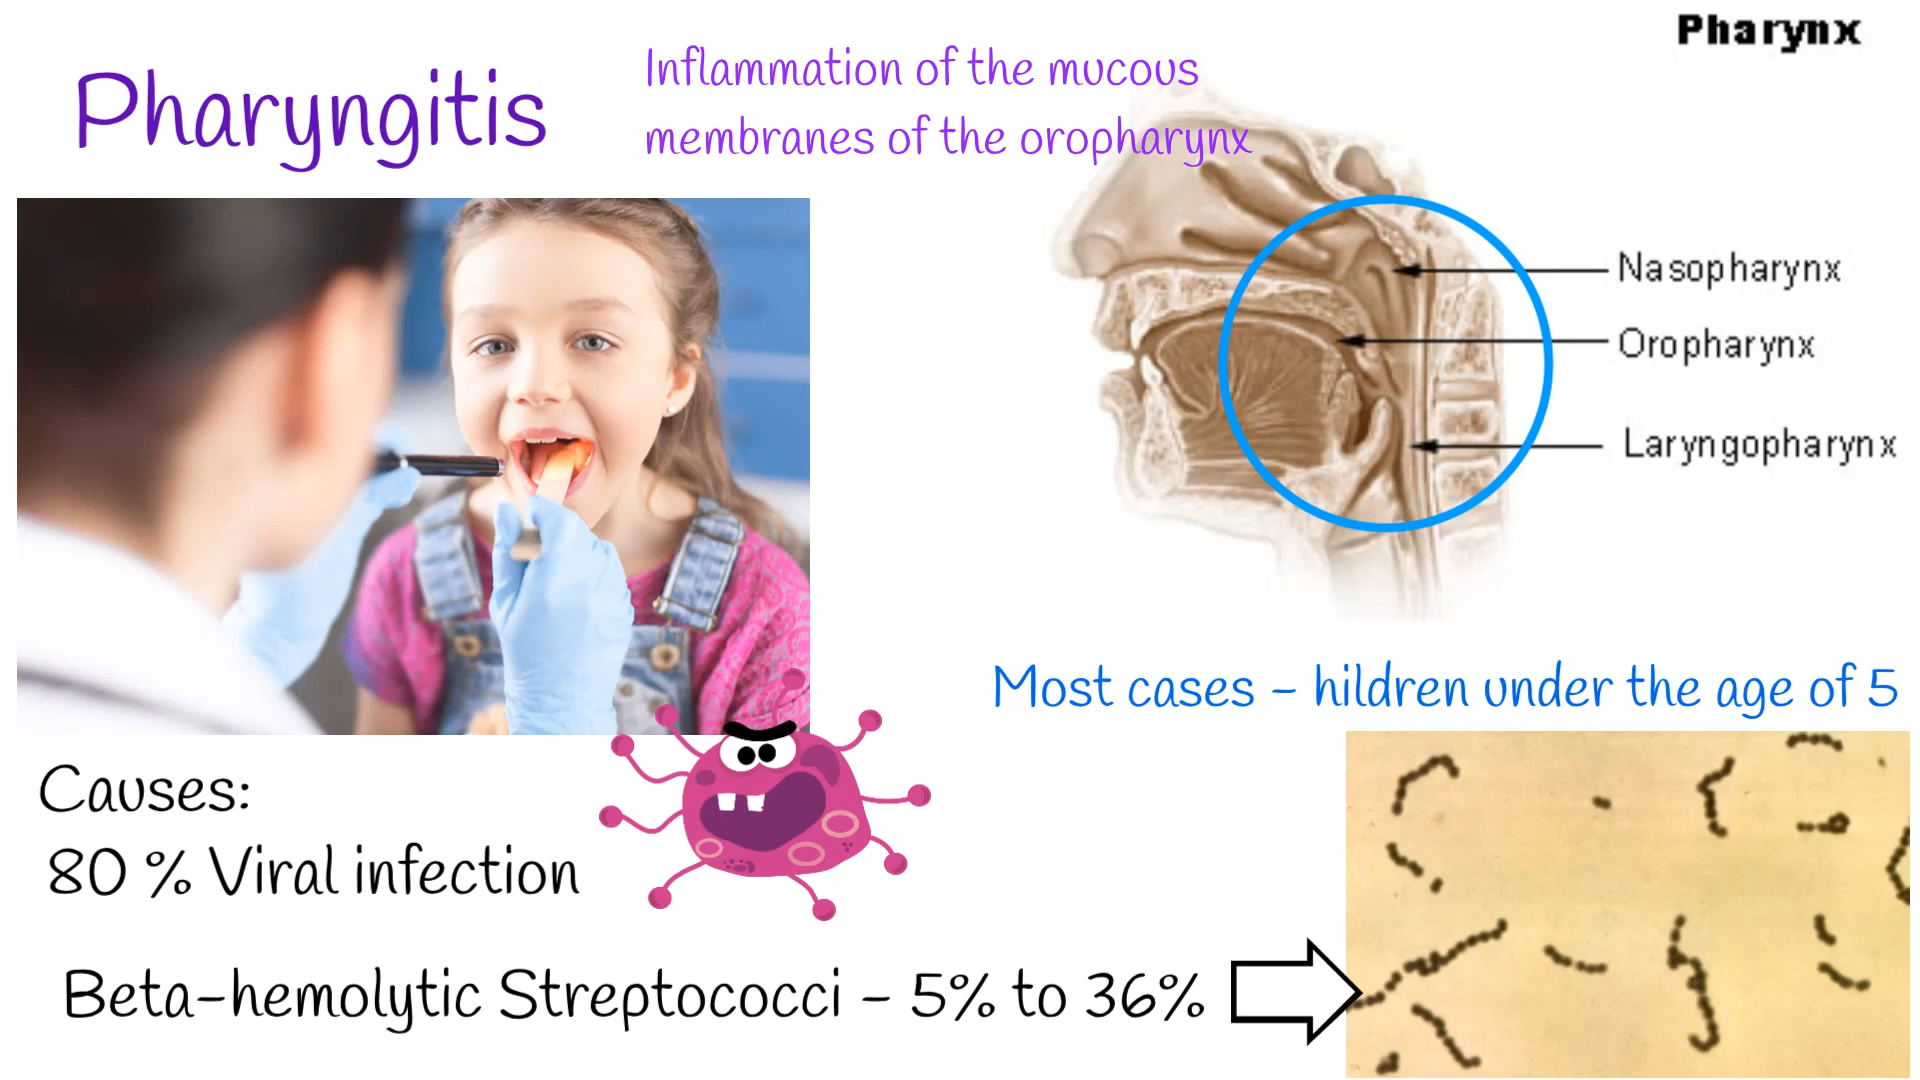 Pharyngitis
Inflammation of the mucous
membranes of the oropharynx
Pharynx
Nasopharynx
Oropharynx
Laryngopharynx
Most cases - hildren under the age of 5
Causes:
80 % Viral infection
Beta-hemolytic Streptococci - 5% to 36%